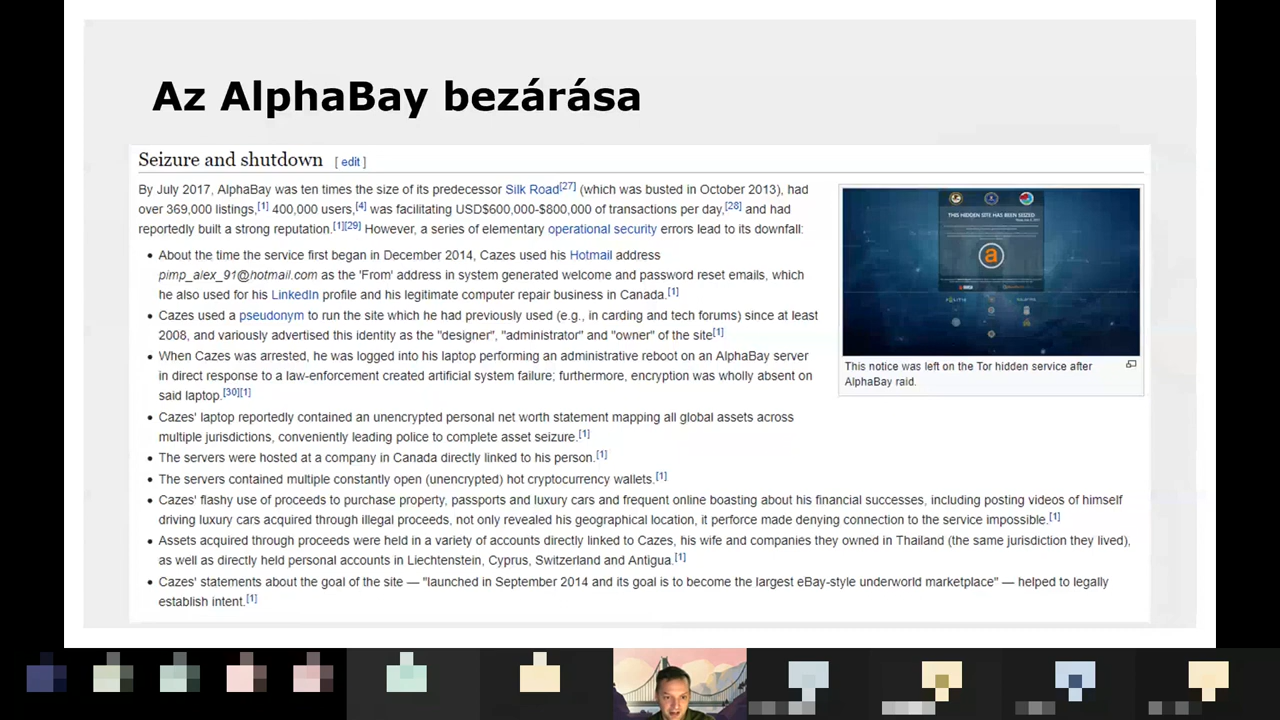 Az AlphaBay bezárása
Seizure and shutdown [ edit ]
By July 2017, AlphaBay was ten times the size of its predecessor Silk Road[27] (which was busted in October 2013), had
over 369,000 listings,[1] 400,000 users,[4] was facilitating USD$600,000-$800,000 of transactions per day,[28] and had
reportedly built a strong reputation.[1][29] However, a series of elementary operational security errors lead to its downfall:
• About the time the service first began in December 2014, Cazes used his Hotmail address
pimp_alex_91@hotmail.com as the 'From' address in system generated welcome and password reset emails, which
he also used for his LinkedIn profile and his legitimate computer repair business in Canada.[1]
• Cazes used a pseudonym to run the site which he had previously used (e.g., in carding and tech forums) since at least
2008, and variously advertised this identity as the "designer", "administrator" and "owner" of the site[1]
• When Cazes was arrested, he was logged into his laptop performing an administrative reboot on an AlphaBay server
in direct response to a law-enforcement created artificial system failure; furthermore, encryption was wholly absent on
said laptop.[30][1]
• Cazes' laptop reportedly contained an unencrypted personal net worth statement mapping all global assets across
multiple jurisdictions, conveniently leading police to complete asset seizure.[1]
• The servers were hosted at a company in Canada directly linked to his person.[1]
• The servers contained multiple constantly open (unencrypted) hot cryptocurrency wallets.[1]
• Cazes' flashy use of proceeds to purchase property, passports and luxury cars and frequent online boasting about his financial successes, including posting videos of himself
driving luxury cars acquired through illegal proceeds, not only revealed his geographical location, it perforce made denying connection to the service impossible.[1]
• Assets acquired through proceeds were held in a variety of accounts directly linked to Cazes, his wife and companies they owned in Thailand (the same jurisdiction they lived),
as well as directly held personal accounts in Liechtenstein, Cyprus, Switzerland and Antigua.[1]
• Cazes' statements about the goal of the site — "launched in September 2014 and its goal is to become the largest eBay-style underworld marketplace" — helped to legally
establish intent.[1]
THIS HIDDEN SITE HAS BEEN SEIZED
This notice was left on the Tor hidden service after
AlphaBay raid.